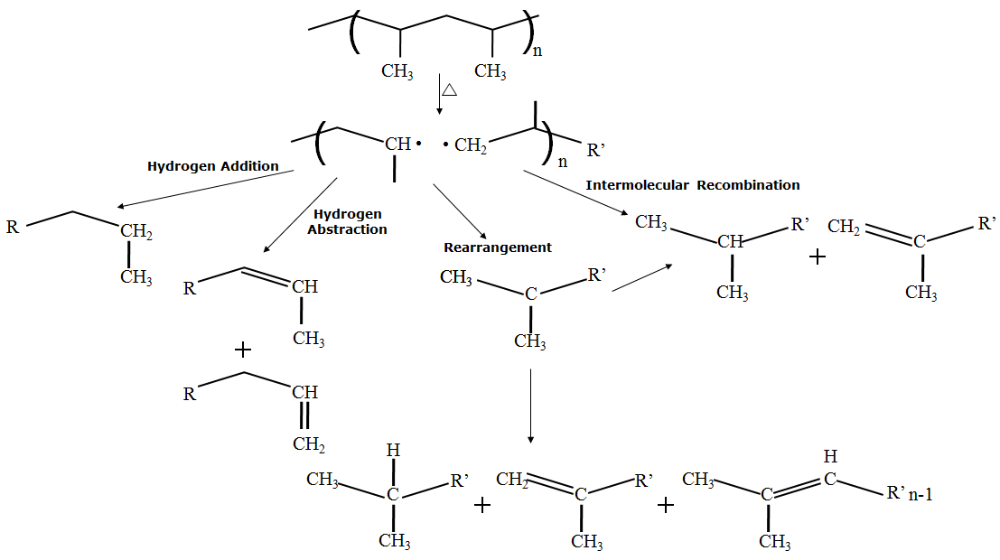 n
CH₃ CH₃
△
CH• •CH₂ R’
n
Hydrogen Addition
Intermolecular Recombination
Hydrogen
Abstraction
Rearrangement
R CH₂
CH₃
R CH
CH₃
+
R CH
CH₂
CH₃ R’
C
CH₃
CH₃ R’
CH
CH₃
+
CH₂ R’
C
CH₃
H
CH₃ R’
C
CH₃
+
CH₂ R’
C
CH₃
+
H
CH₃ C
C R’ n-1
CH₃